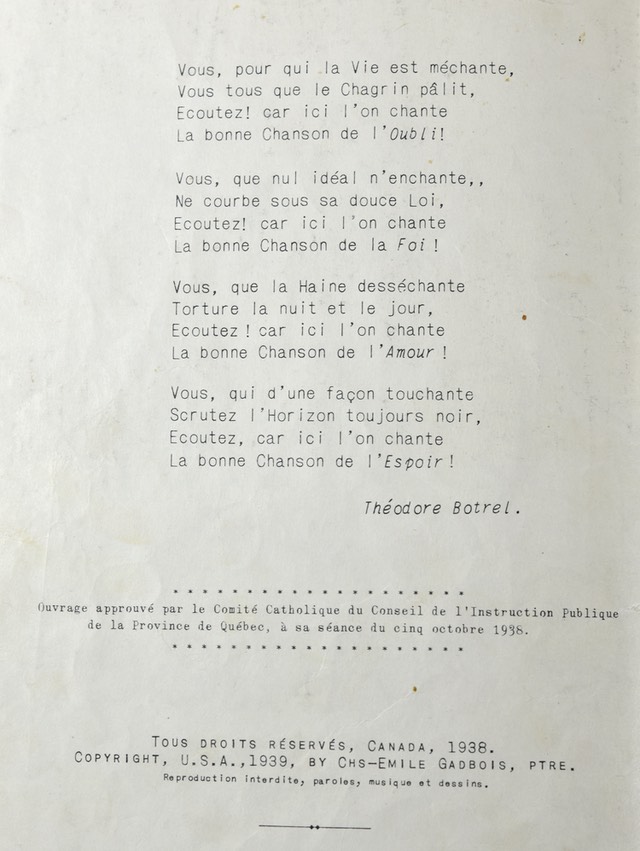 Vous, pour qui la Vie est méchante,
Vous tous que le Chagrin pâlit,
Ecoutez! car ici l'on chante
La bonne Chanson de l'Oubli!
Vous, que nul idéal n'enchante,,
Ne courbe sous sa douce Loi,
Ecoutez! car ici l'on chante
La bonne Chanson de la Foi !
Vous, que la Haine desséchante
Torture la nuit et le jour,
Ecoutez ! car ici l'on chante
La bonne Chanson de l'Amour !
Vous, qui d'une façon touchante
Scrutez l'Horizon toujours noir,
Ecoutez, car ici l'on chante
La bonne Chanson de l'Espoir !
Théodore Botrel.
* * * * * * * * * * * * * * * * * * * *
Ouvrage approuvé par le Comité Catholique du Conseil de l'Instruction Publique
de la Province de Québec, à sa séance du cinq octobre 1938.
* * * * * * * * * * * * * * * * * * * *
TOUS DROITS RÉSERVÉS, CANADA, 1938.
COPYRIGHT, U.S.A.,1939, BY CHS-EMILE GADBOIS, PTRE.
Reproduction interdite, paroles, musique et dessins.